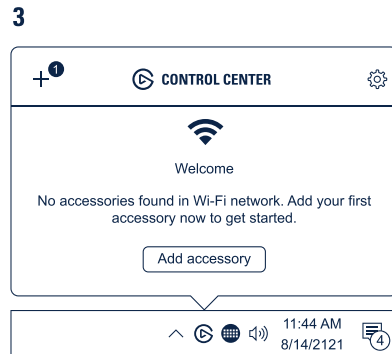 3
1
CONTROL CENTER
Welcome
No accessories found in Wi-Fi network. Add your first
accessory now to get started.
Add accessory
11:44 AM
8/14/2121
4